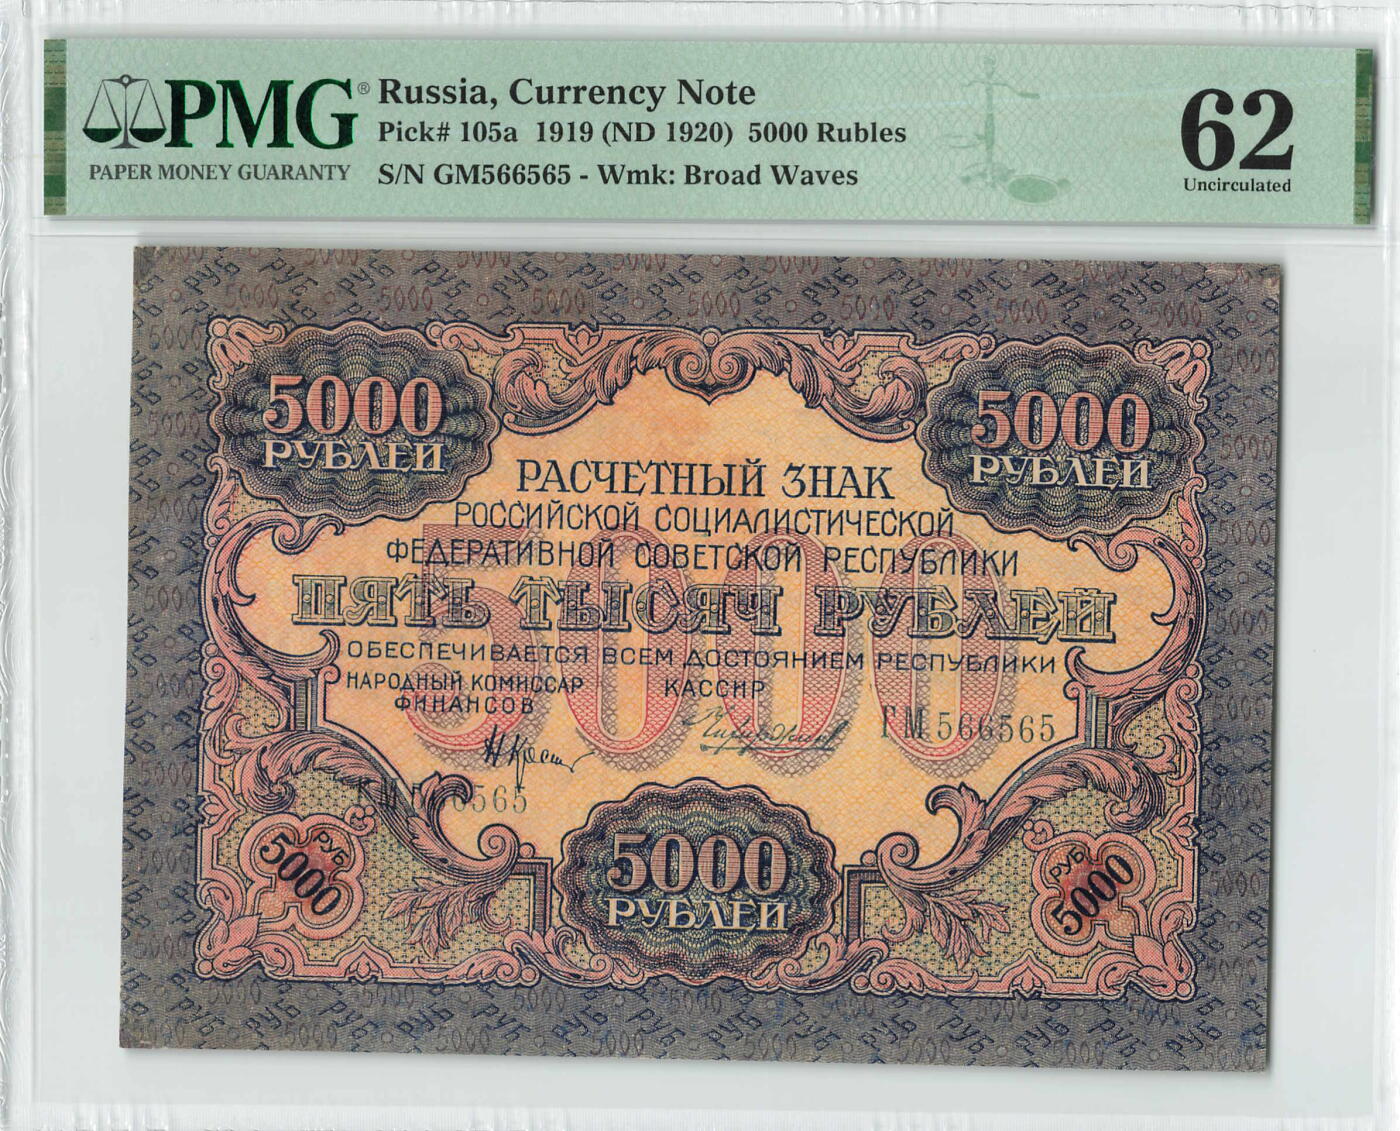 PMG®
PAPER MONEY GUARANTY
Russia, Currency Note
Pick# 105a 1919 (ND 1920) 5000 Rubles
S/N GM566565 - Wmk: Broad Waves
62
Uncirculated
5000
РУБЛЕЙ
5000
РУБЛЕЙ
РАСЧЕТНЫЙ ЗНАК
РОССИЙСКОЙ СОЦИАЛИСТИЧЕСКОЙ
ФЕДЕРАТИВНОЙ СОВЕТСКОЙ РЕСПУБЛИКИ
5000
ПЯТЬ ТЫСЯЧ РУБЛЕЙ
ОБЕСПЕЧИВАЕТСЯ ВСЕМ ДОСТОЯНИЕМ РЕСПУБЛИКИ
НАРОДНЫЙ КОМИССАР
ФИНАНСОВ
КАССИР
ГМ 566565
РУБ
5000
5000
РУБЛЕЙ
РУБ
5000